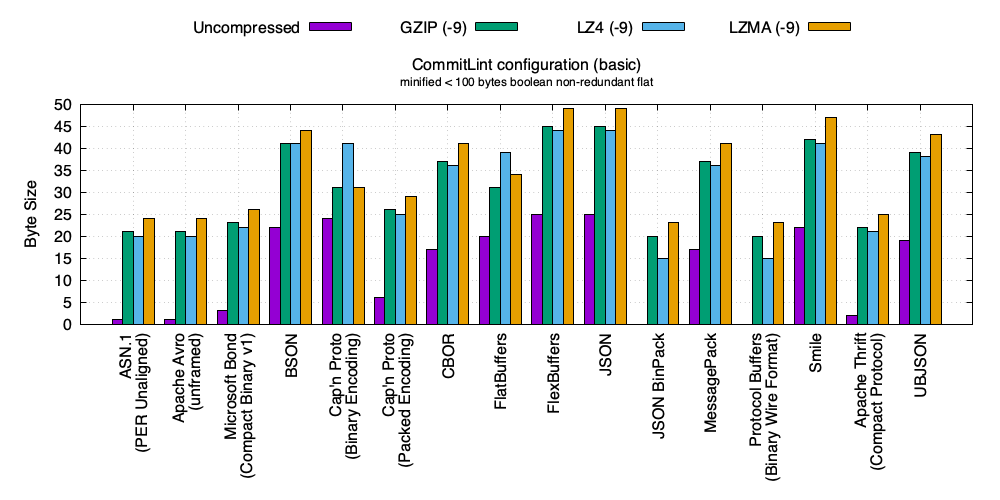 Uncompressed GZIP (-9) LZ4 (-9) LZMA (-9)
CommitLint configuration (basic)
minified < 100 bytes boolean non-redundant flat
Byte Size
50
45
40
35
30
25
20
15
10
5
0
ASN.1
(PER Unaligned)
Apache Avro
(unframed)
Microsoft Bond
(Compact Binary v1)
BSON
Cap'n Proto
(Binary Encoding)
Cap'n Proto
(Packed Encoding)
CBOR
FlatBuffers
FlexBuffers
JSON
JSON BinPack
MessagePack
Protocol Buffers
(Binary Wire Format)
Smile
Apache Thrift
(Compact Protocol)
UBJSON